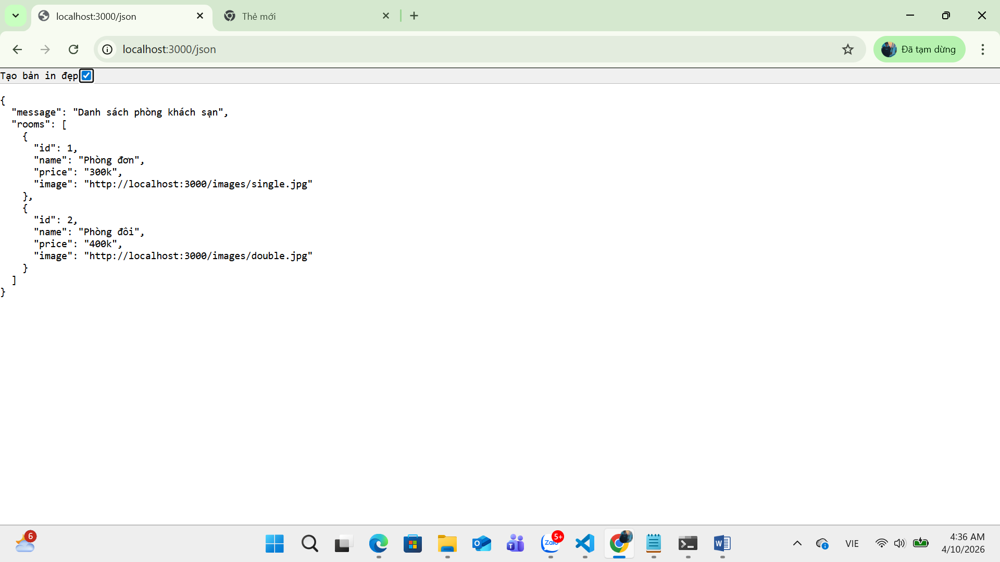 localhost:3000/json
Thẻ mới
localhost:3000/json
Đã tạm dừng
Tạo bản in đẹp
{
  "message": "Danh sách phòng khách sạn",
  "rooms": [
    {
      "id": 1,
      "name": "Phòng đơn",
      "price": "300k",
      "image": "http://localhost:3000/images/single.jpg"
    },
    {
      "id": 2,
      "name": "Phòng đôi",
      "price": "400k",
      "image": "http://localhost:3000/images/double.jpg"
    }
  ]
}
6
Zalo
5+
VIE
4:36 AM
4/10/2026